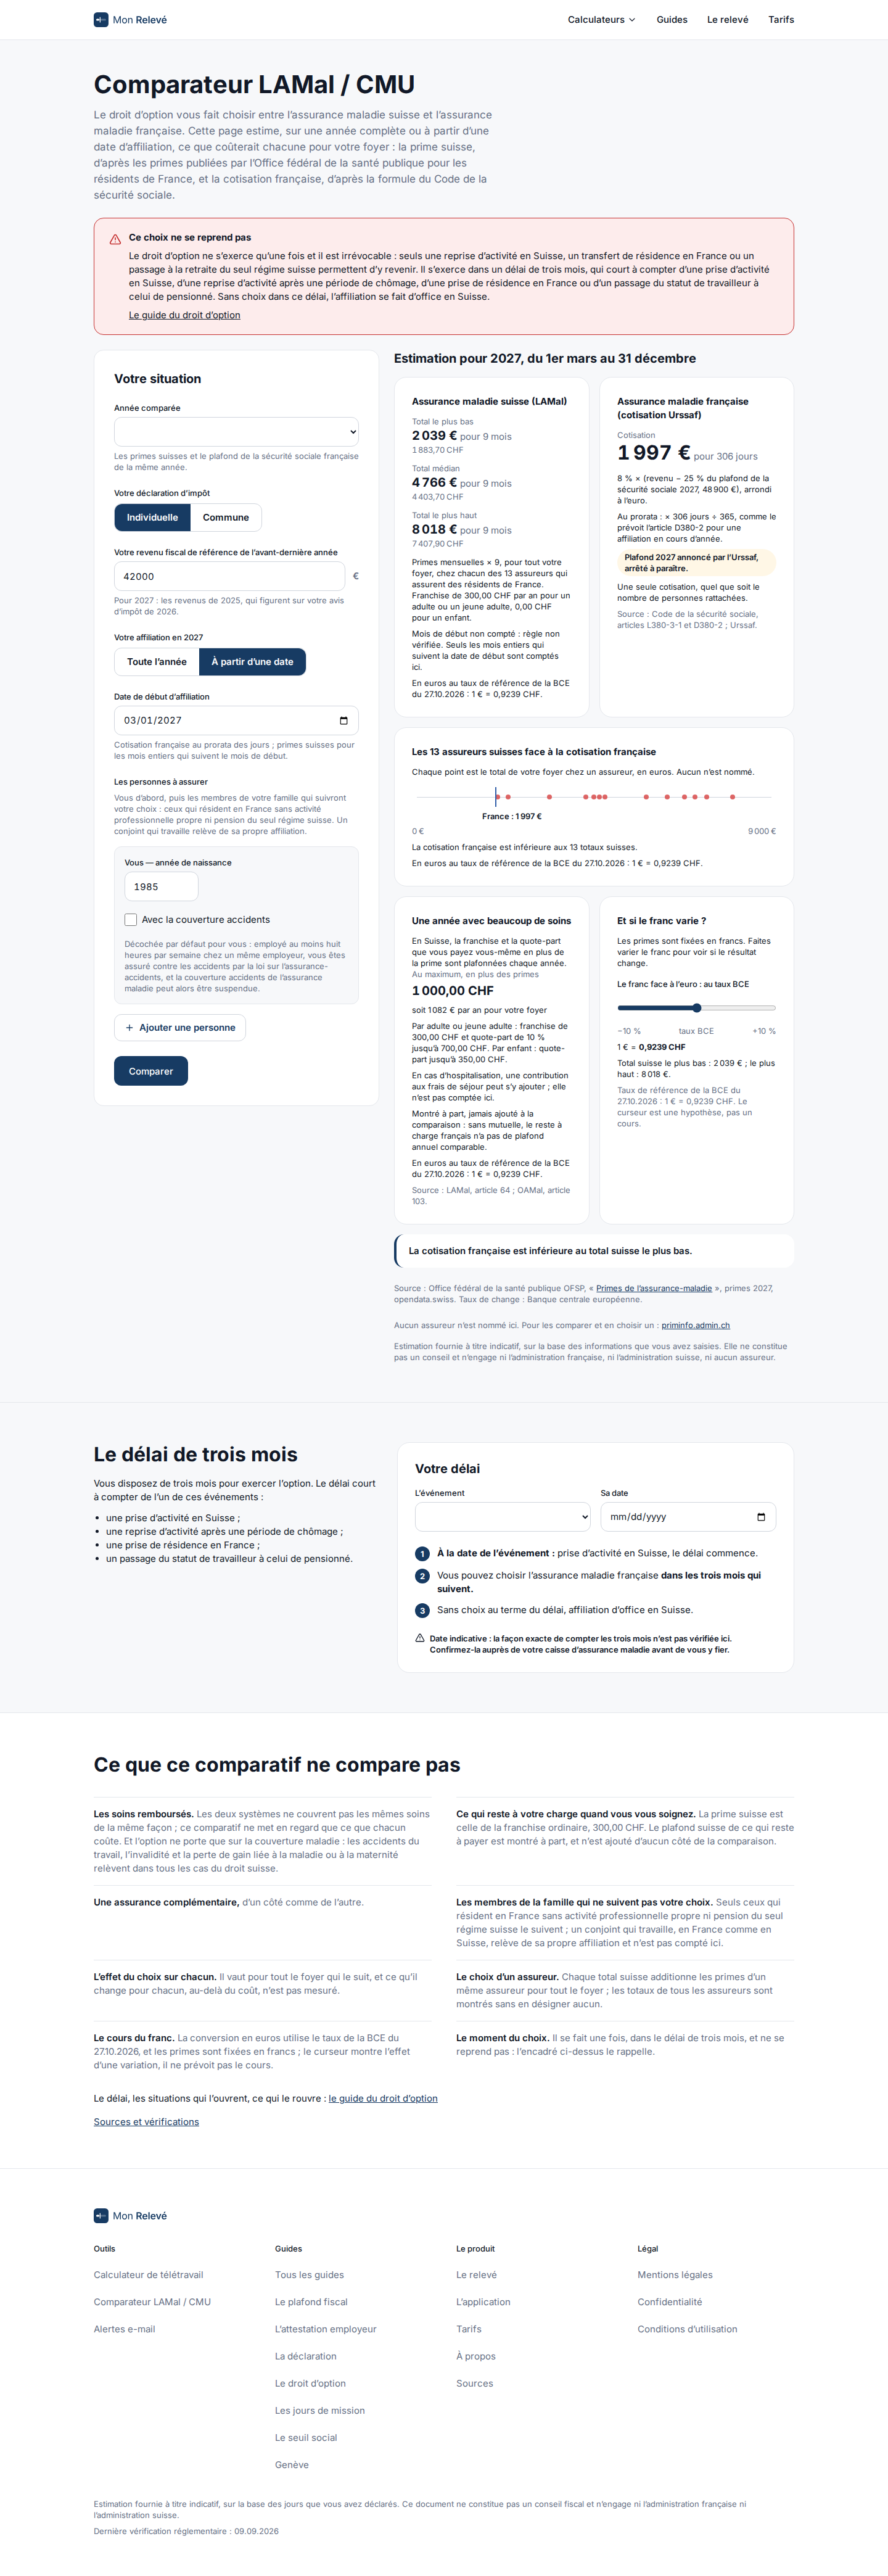 Mon Relevé
Calculateurs
Guides
Le relevé
Tarifs
Comparateur LAMal / CMU
Le droit d’option vous fait choisir entre l’assurance maladie suisse et l’assurance
maladie française. Cette page estime, sur une année complète ou à partir d’une
date d’affiliation, ce que coûterait chacune pour votre foyer : la prime suisse,
d’après les primes publiées par l’Office fédéral de la santé publique pour les
résidents de France, et la cotisation française, d’après la formule du Code de la
sécurité sociale.
Ce choix ne se reprend pas
Le droit d’option ne s’exerce qu’une fois et il est irrévocable : seuls une reprise d’activité en Suisse, un transfert de résidence en France ou un
passage à la retraite du seul régime suisse permettent d’y revenir. Il s’exerce dans un délai de trois mois, qui court à compter d’une prise d’activité
en Suisse, d’une reprise d’activité après une période de chômage, d’une prise de résidence en France ou d’un passage du statut de travailleur à
celui de pensionné. Sans choix dans ce délai, l’affiliation se fait d’office en Suisse.
Le guide du droit d’option
Votre situation
Année comparée
Les primes suisses et le plafond de la sécurité sociale française
de la même année.
Votre déclaration d’impôt
Individuelle
Commune
Votre revenu fiscal de référence de l’avant-dernière année
42000
€
Pour 2027 : les revenus de 2025, qui figurent sur votre avis
d’impôt de 2026.
Votre affiliation en 2027
Toute l’année
À partir d’une date
Date de début d’affiliation
03/01/2027
Cotisation française au prorata des jours ; primes suisses pour
les mois entiers qui suivent le mois de début.
Les personnes à assurer
Vous d’abord, puis les membres de votre famille qui suivront
votre choix : ceux qui résident en France sans activité
professionnelle propre ni pension du seul régime suisse. Un
conjoint qui travaille relève de sa propre affiliation.
Vous — année de naissance
1985
Avec la couverture accidents
Décochée par défaut pour vous : employé au moins huit
heures par semaine chez un même employeur, vous êtes
assuré contre les accidents par la loi sur l’assurance-
accidents, et la couverture accidents de l’assurance
maladie peut alors être suspendue.
Ajouter une personne
Comparer
Estimation pour 2027, du 1er mars au 31 décembre
Assurance maladie suisse (LAMal)
Total le plus bas
2 039 € pour 9 mois
1 883,70 CHF
Total médian
4 766 € pour 9 mois
4 403,70 CHF
Total le plus haut
8 018 € pour 9 mois
7 407,90 CHF
Primes mensuelles × 9, pour tout votre
foyer, chez chacun des 13 assureurs qui
assurent des résidents de France.
Franchise de 300,00 CHF par an pour un
adulte ou un jeune adulte, 0,00 CHF
pour un enfant.
Mois de début non compté : règle non
vérifiée. Seuls les mois entiers qui
suivent la date de début sont comptés
ici.
En euros au taux de référence de la BCE
du 27.10.2026 : 1 € = 0,9239 CHF.
Assurance maladie française
(cotisation Urssaf)
Cotisation
1 997 € pour 306 jours
8 % × (revenu − 25 % du plafond de la
sécurité sociale 2027, 48 900 €), arrondi
à l’euro.
Au prorata : × 306 jours ÷ 365, comme le
prévoit l’article D380-2 pour une
affiliation en cours d’année.
Plafond 2027 annoncé par l’Urssaf,
arrêté à paraître.
Une seule cotisation, quel que soit le
nombre de personnes rattachées.
Source : Code de la sécurité sociale,
articles L380-3-1 et D380-2 ; Urssaf.
Les 13 assureurs suisses face à la cotisation française
Chaque point est le total de votre foyer chez un assureur, en euros. Aucun n’est nommé.
France : 1 997 €
0 €
9 000 €
La cotisation française est inférieure aux 13 totaux suisses.
En euros au taux de référence de la BCE du 27.10.2026 : 1 € = 0,9239 CHF.
Une année avec beaucoup de soins
En Suisse, la franchise et la quote-part
que vous payez vous-même en plus de
la prime sont plafonnées chaque année.
Au maximum, en plus des primes
1 000,00 CHF
soit 1 082 € par an pour votre foyer
Par adulte ou jeune adulte : franchise de
300,00 CHF et quote-part de 10 %
jusqu’à 700,00 CHF. Par enfant : quote-
part jusqu’à 350,00 CHF.
En cas d’hospitalisation, une contribution
aux frais de séjour peut s’y ajouter ; elle
n’est pas comptée ici.
Montré à part, jamais ajouté à la
comparaison : sans mutuelle, le reste à
charge français n’a pas de plafond
annuel comparable.
En euros au taux de référence de la BCE
du 27.10.2026 : 1 € = 0,9239 CHF.
Source : LAMal, article 64 ; OAMal, article
103.
Et si le franc varie ?
Les primes sont fixées en francs. Faites
varier le franc pour voir si le résultat
change.
Le franc face à l’euro : au taux BCE
−10 %
taux BCE
+10 %
1 € = 0,9239 CHF
Total suisse le plus bas : 2 039 € ; le plus
haut : 8 018 €.
Taux de référence de la BCE du
27.10.2026 : 1 € = 0,9239 CHF. Le
curseur est une hypothèse, pas un
cours.
La cotisation française est inférieure au total suisse le plus bas.
Source : Office fédéral de la santé publique OFSP, « Primes de l’assurance-maladie », primes 2027,
opendata.swiss. Taux de change : Banque centrale européenne.
Aucun assureur n’est nommé ici. Pour les comparer et en choisir un : priminfo.admin.ch
Estimation fournie à titre indicatif, sur la base des informations que vous avez saisies. Elle ne constitue
pas un conseil et n’engage ni l’administration française, ni l’administration suisse, ni aucun assureur.
Le délai de trois mois
Vous disposez de trois mois pour exercer l’option. Le délai court
à compter de l’un de ces événements :
• une prise d’activité en Suisse ;
• une reprise d’activité après une période de chômage ;
• une prise de résidence en France ;
• un passage du statut de travailleur à celui de pensionné.
Votre délai
L’événement
Sa date
mm/dd/yyyy
1 À la date de l’événement : prise d’activité en Suisse, le délai commence.
2 Vous pouvez choisir l’assurance maladie française dans les trois mois qui
suivent.
3 Sans choix au terme du délai, affiliation d’office en Suisse.
Date indicative : la façon exacte de compter les trois mois n’est pas vérifiée ici.
Confirmez-la auprès de votre caisse d’assurance maladie avant de vous y fier.
Ce que ce comparatif ne compare pas
Les soins remboursés. Les deux systèmes ne couvrent pas les mêmes soins
de la même façon ; ce comparatif ne met en regard que ce que chacun
coûte. Et l’option ne porte que sur la couverture maladie : les accidents du
travail, l’invalidité et la perte de gain liée à la maladie ou à la maternité
relèvent dans tous les cas du droit suisse.
Ce qui reste à votre charge quand vous vous soignez. La prime suisse est
celle de la franchise ordinaire, 300,00 CHF. Le plafond suisse de ce qui reste
à payer est montré à part, et n’est ajouté d’aucun côté de la comparaison.
Une assurance complémentaire, d’un côté comme de l’autre.
Les membres de la famille qui ne suivent pas votre choix. Seuls ceux qui
résident en France sans activité professionnelle propre ni pension du seul
régime suisse le suivent ; un conjoint qui travaille, en France comme en
Suisse, relève de sa propre affiliation et n’est pas compté ici.
L’effet du choix sur chacun. Il vaut pour tout le foyer qui le suit, et ce qu’il
change pour chacun, au-delà du coût, n’est pas mesuré.
Le choix d’un assureur. Chaque total suisse additionne les primes d’un
même assureur pour tout le foyer ; les totaux de tous les assureurs sont
montrés sans en désigner aucun.
Le cours du franc. La conversion en euros utilise le taux de la BCE du
27.10.2026, et les primes sont fixées en francs ; le curseur montre l’effet
d’une variation, il ne prévoit pas le cours.
Le moment du choix. Il se fait une fois, dans le délai de trois mois, et ne se
reprend pas : l’encadré ci-dessus le rappelle.
Le délai, les situations qui l’ouvrent, ce qui le rouvre : le guide du droit d’option
Sources et vérifications
Mon Relevé
Outils
Calculateur de télétravail
Comparateur LAMal / CMU
Alertes e-mail
Guides
Tous les guides
Le plafond fiscal
L’attestation employeur
La déclaration
Le droit d’option
Les jours de mission
Le seuil social
Genève
Le produit
Le relevé
L’application
Tarifs
À propos
Sources
Légal
Mentions légales
Confidentialité
Conditions d’utilisation
Estimation fournie à titre indicatif, sur la base des jours que vous avez déclarés. Ce document ne constitue pas un conseil fiscal et n’engage ni l’administration française ni
l’administration suisse.
Dernière vérification réglementaire : 09.09.2026